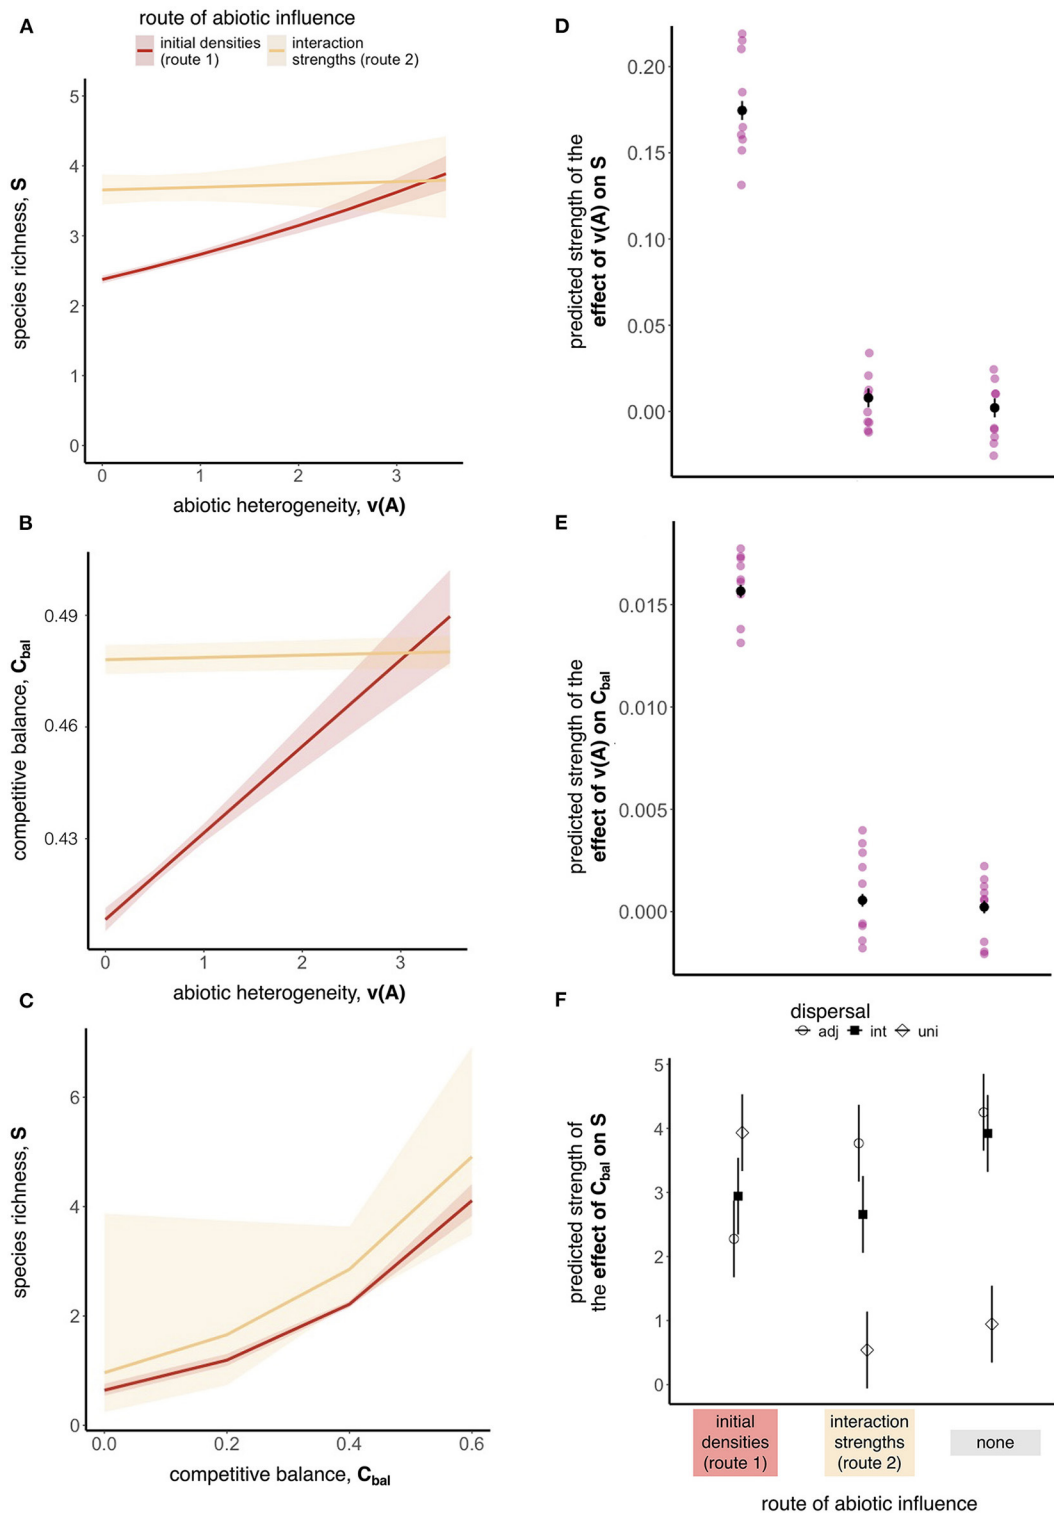 A
route of abiotic influence
initial densities
(route 1)
interaction
strengths (route 2)
5
4
3
2
1
0
species richness, S
0 1 2 3
abiotic heterogeneity, v(A)
B
0.49
0.46
0.43
competitive balance, Cbal
0 1 2 3
abiotic heterogeneity, v(A)
C
6
4
2
0
species richness, S
0.0 0.2 0.4 0.6
competitive balance, Cbal
D
0.20
0.15
0.10
0.05
0.00
predicted strength of the
effect of v(A) on S
E
0.015
0.010
0.005
0.000
predicted strength of the
effect of v(A) on Cbal
F
dispersal
adj int uni
5
4
3
2
1
0
predicted strength of
the effect of Cbal on S
initial
densities
(route 1)
interaction
strengths
(route 2)
none
route of abiotic influence